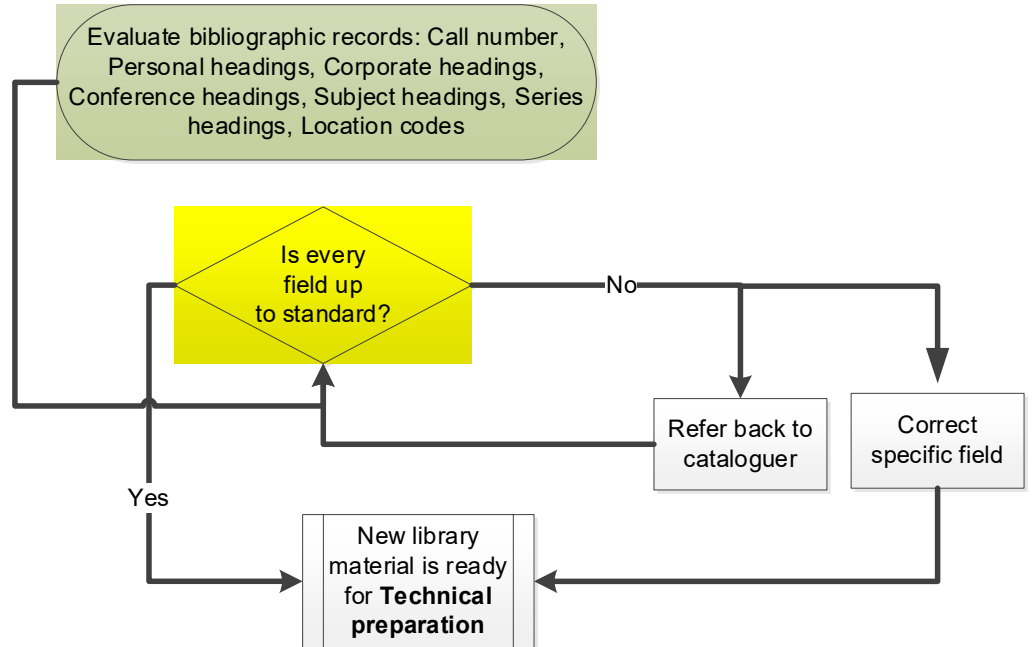 Evaluate bibliographic records: Call number,
Personal headings, Corporate headings,
Conference headings, Subject headings, Series
headings, Location codes
Is every
field up
to standard?
No
Refer back to
cataloguer
Correct
specific field
Yes
New library
material is ready
for Technical
preparation